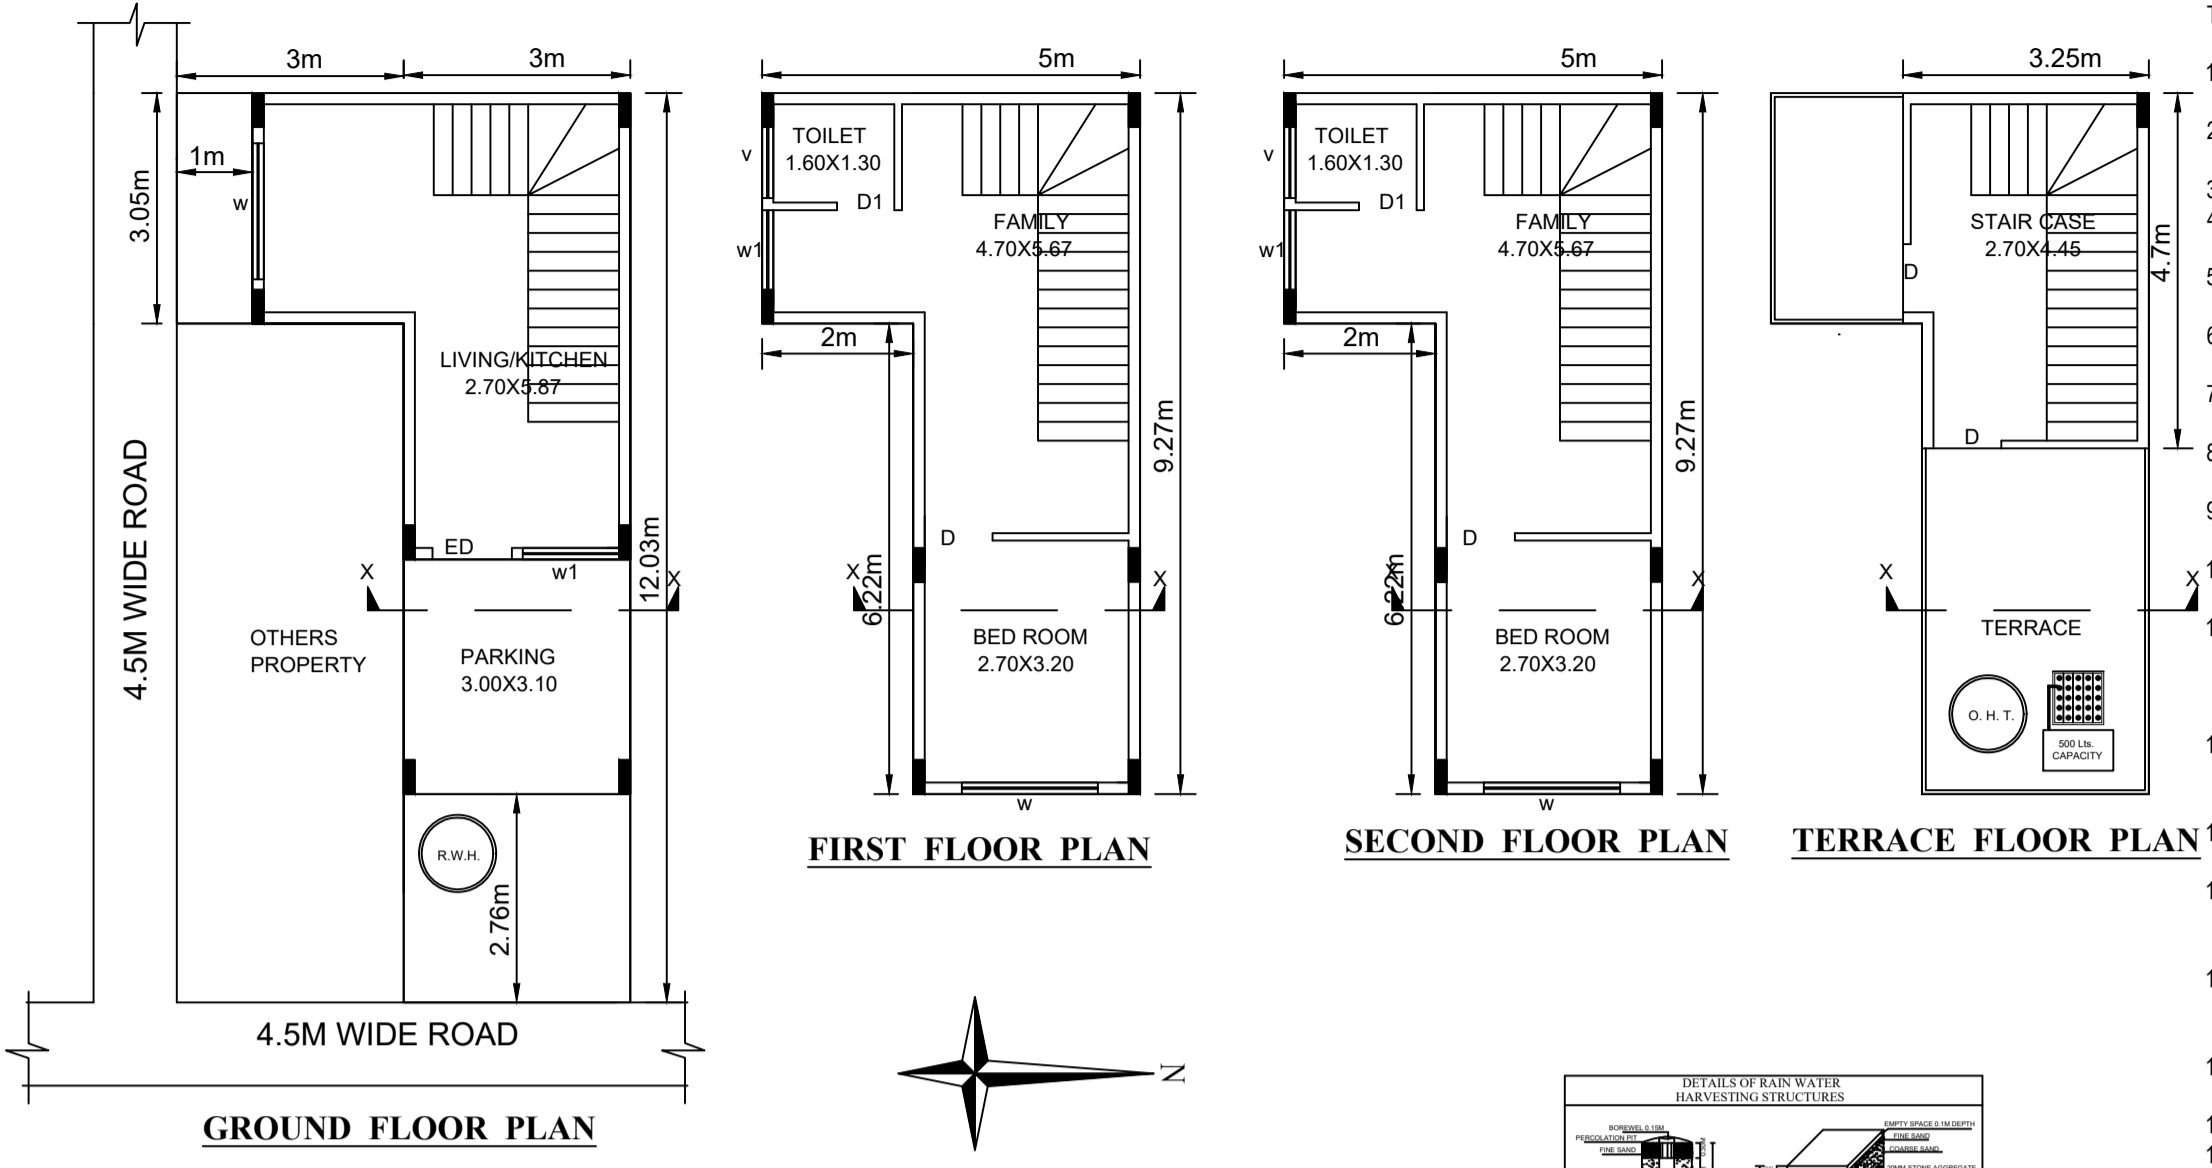 3m
3m
3.05m
1m
w
4.5M WIDE ROAD
LIVING/KITCHEN
2.70X5.87
ED
w1
12.03m
X
X
OTHERS
PROPERTY
PARKING
3.00X3.10
R.W.H.
2.76m
4.5M WIDE ROAD
GROUND FLOOR PLAN
5m
TOILET
1.60X1.30
v
D1
w1
FAMILY
4.70X5.67
2m
9.27m
D
6.22m
X
X
BED ROOM
2.70X3.20
w
FIRST FLOOR PLAN
5m
TOILET
1.60X1.30
v
D1
w1
FAMILY
4.70X5.67
2m
9.27m
D
6.22m
X
X
BED ROOM
2.70X3.20
w
SECOND FLOOR PLAN
3.25m
STAIR CASE
2.70X4.45
4.7m
D
D
X
X
TERRACE
O. H. T.
500 Lts.
CAPACITY
TERRACE FLOOR PLAN
N
DETAILS OF RAIN WATER
HARVESTING STRUCTURES
BOREWEL 0.15M
PERCOLATION PIT
FINE SAND
EMPTY SPACE 0.1M DEPTH
FINE SAND
COARSE SAND
20MM STONE AGGREGATE